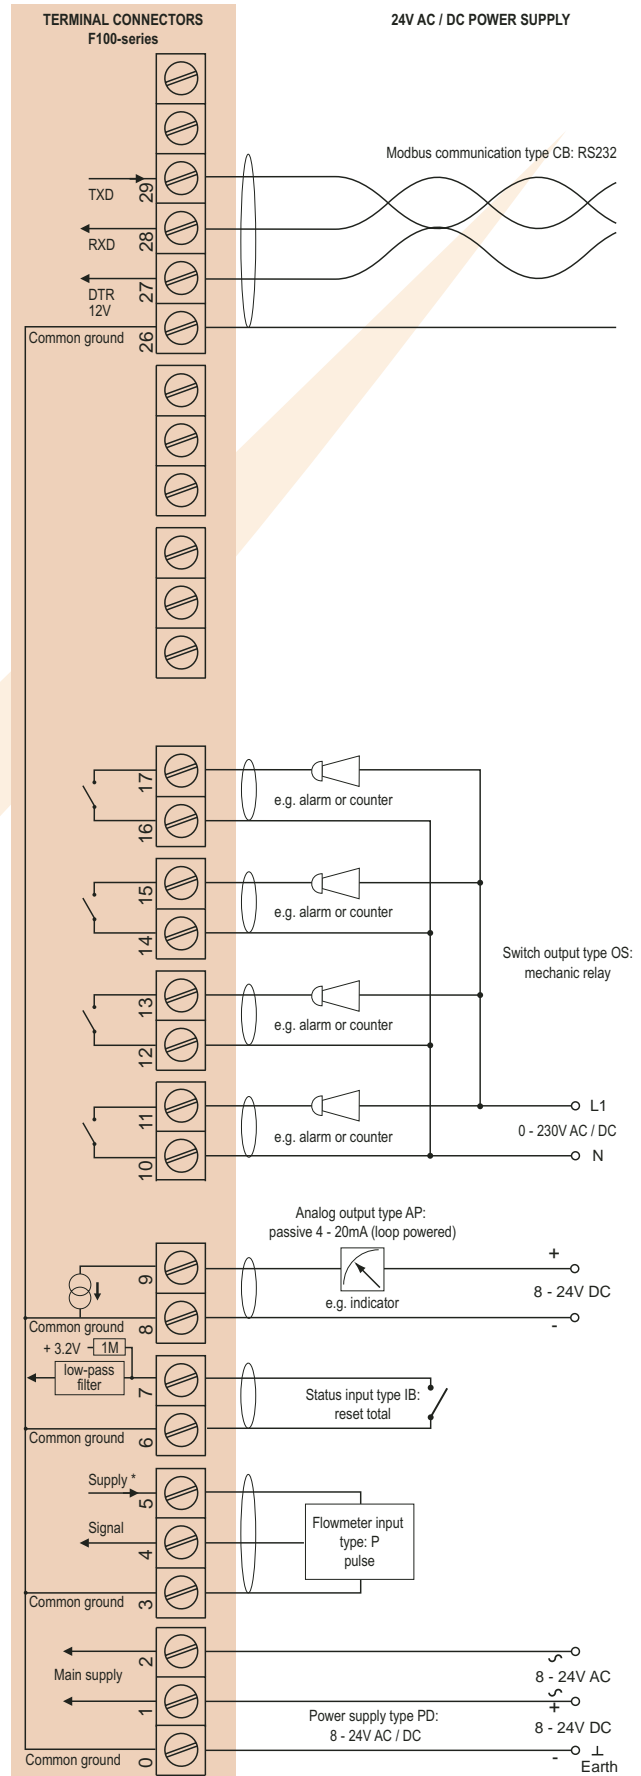 TERMINAL CONNECTORS
F100-series
24V AC / DC POWER SUPPLY
Modbus communication type CB: RS232
29
TXD
28
RXD
27
DTR
12V
26
Common ground
17
e.g. alarm or counter
16
15
e.g. alarm or counter
14
Switch output type OS:
mechanic relay
13
e.g. alarm or counter
12
11
L1
e.g. alarm or counter
0 - 230V AC / DC
10
N
Analog output type AP:
passive 4 - 20mA (loop powered)
9
+
8 - 24V DC
e.g. indicator
8
-
Common ground
+ 3.2V
1M
low-pass
filter
7
Status input type IB:
reset total
6
Common ground
Supply *
5
Signal
4
Flowmeter input
type: P
pulse
3
Common ground
2
Main supply
8 - 24V AC
1
+
Power supply type PD:
8 - 24V AC / DC
8 - 24V DC
0
Common ground
-
Earth